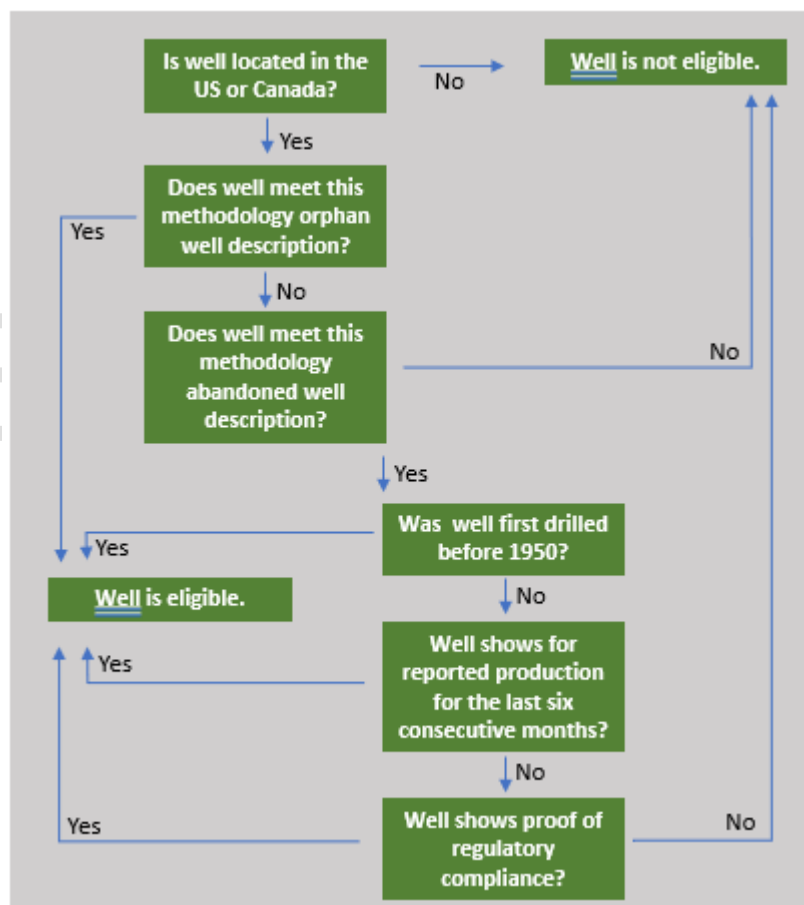 Is well located in the
US or Canada?
No
Well is not eligible.
Yes
Does well meet this
methodology orphan
well description?
Yes
No
Does well meet this
methodology
abandoned well
description?
No
Yes
Was well first drilled
before 1950?
Yes
Well is eligible.
No
Well shows for
reported production
for the last six
consecutive months?
Yes
No
Well shows proof of
regulatory
compliance?
Yes
No